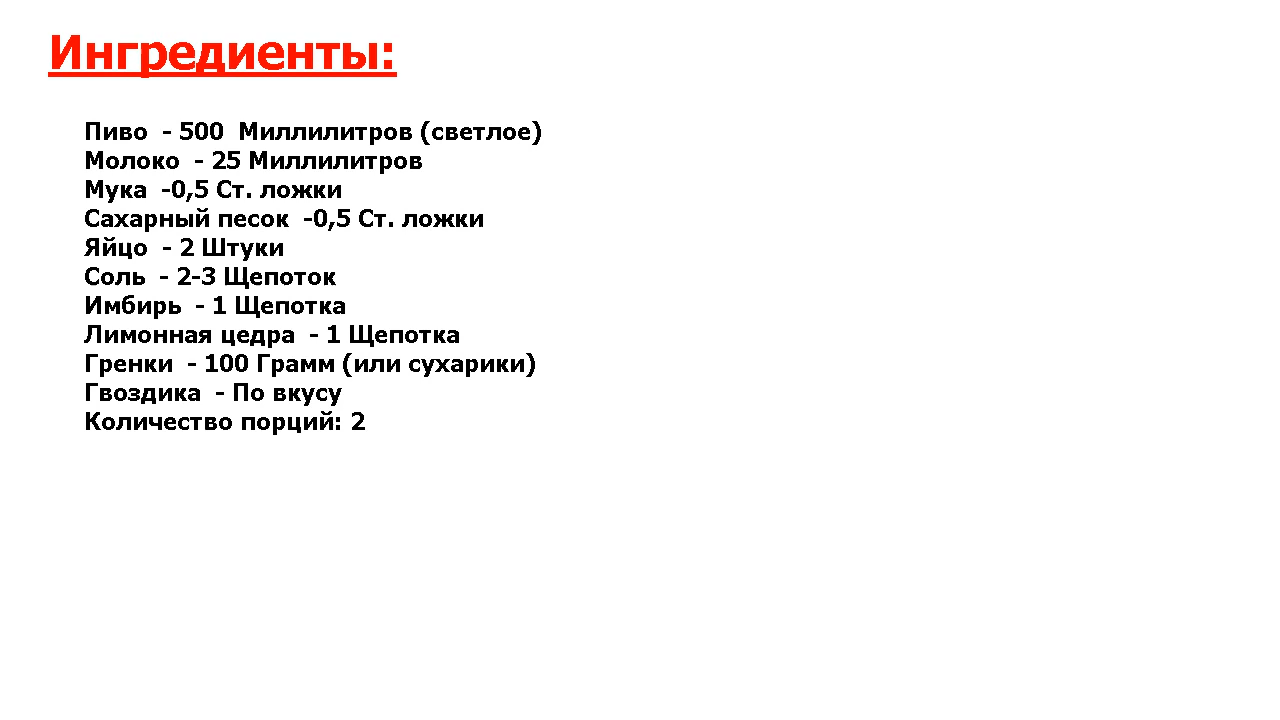 Ингредиенты:
Пиво  - 500  Миллилитров (светлое)
Молоко  - 25 Миллилитров
Мука  -0,5 Ст. ложки
Сахарный песок  -0,5 Ст. ложки
Яйцо  - 2 Штуки
Соль  - 2-3 Щепоток
Имбирь  - 1 Щепотка
Лимонная цедра  - 1 Щепотка
Гренки  - 100 Грамм (или сухарики)
Гвоздика  - По вкусу
Количество порций: 2